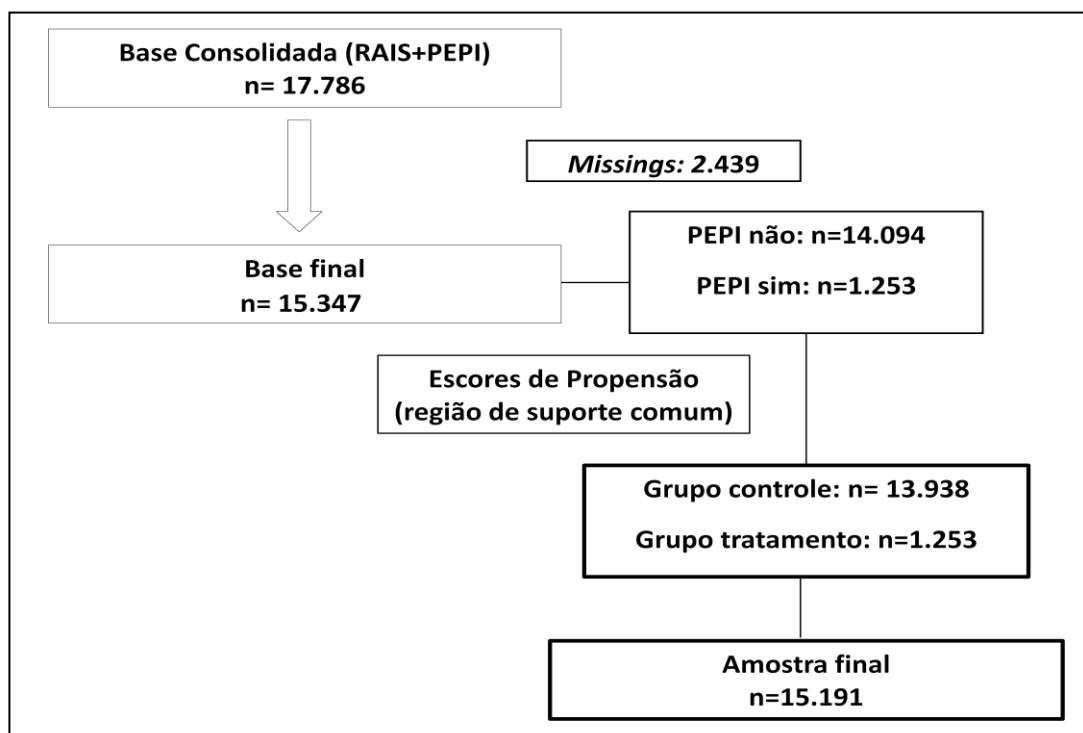 Base Consolidada (RAIS+PEPI)
n= 17.786
Missings: 2.439
PEPI não: n=14.094
PEPI sim: n=1.253
Base final
n= 15.347
Escores de Propensão
(região de suporte comum)
Grupo controle: n= 13.938
Grupo tratamento: n=1.253
Amostra final
n=15.191